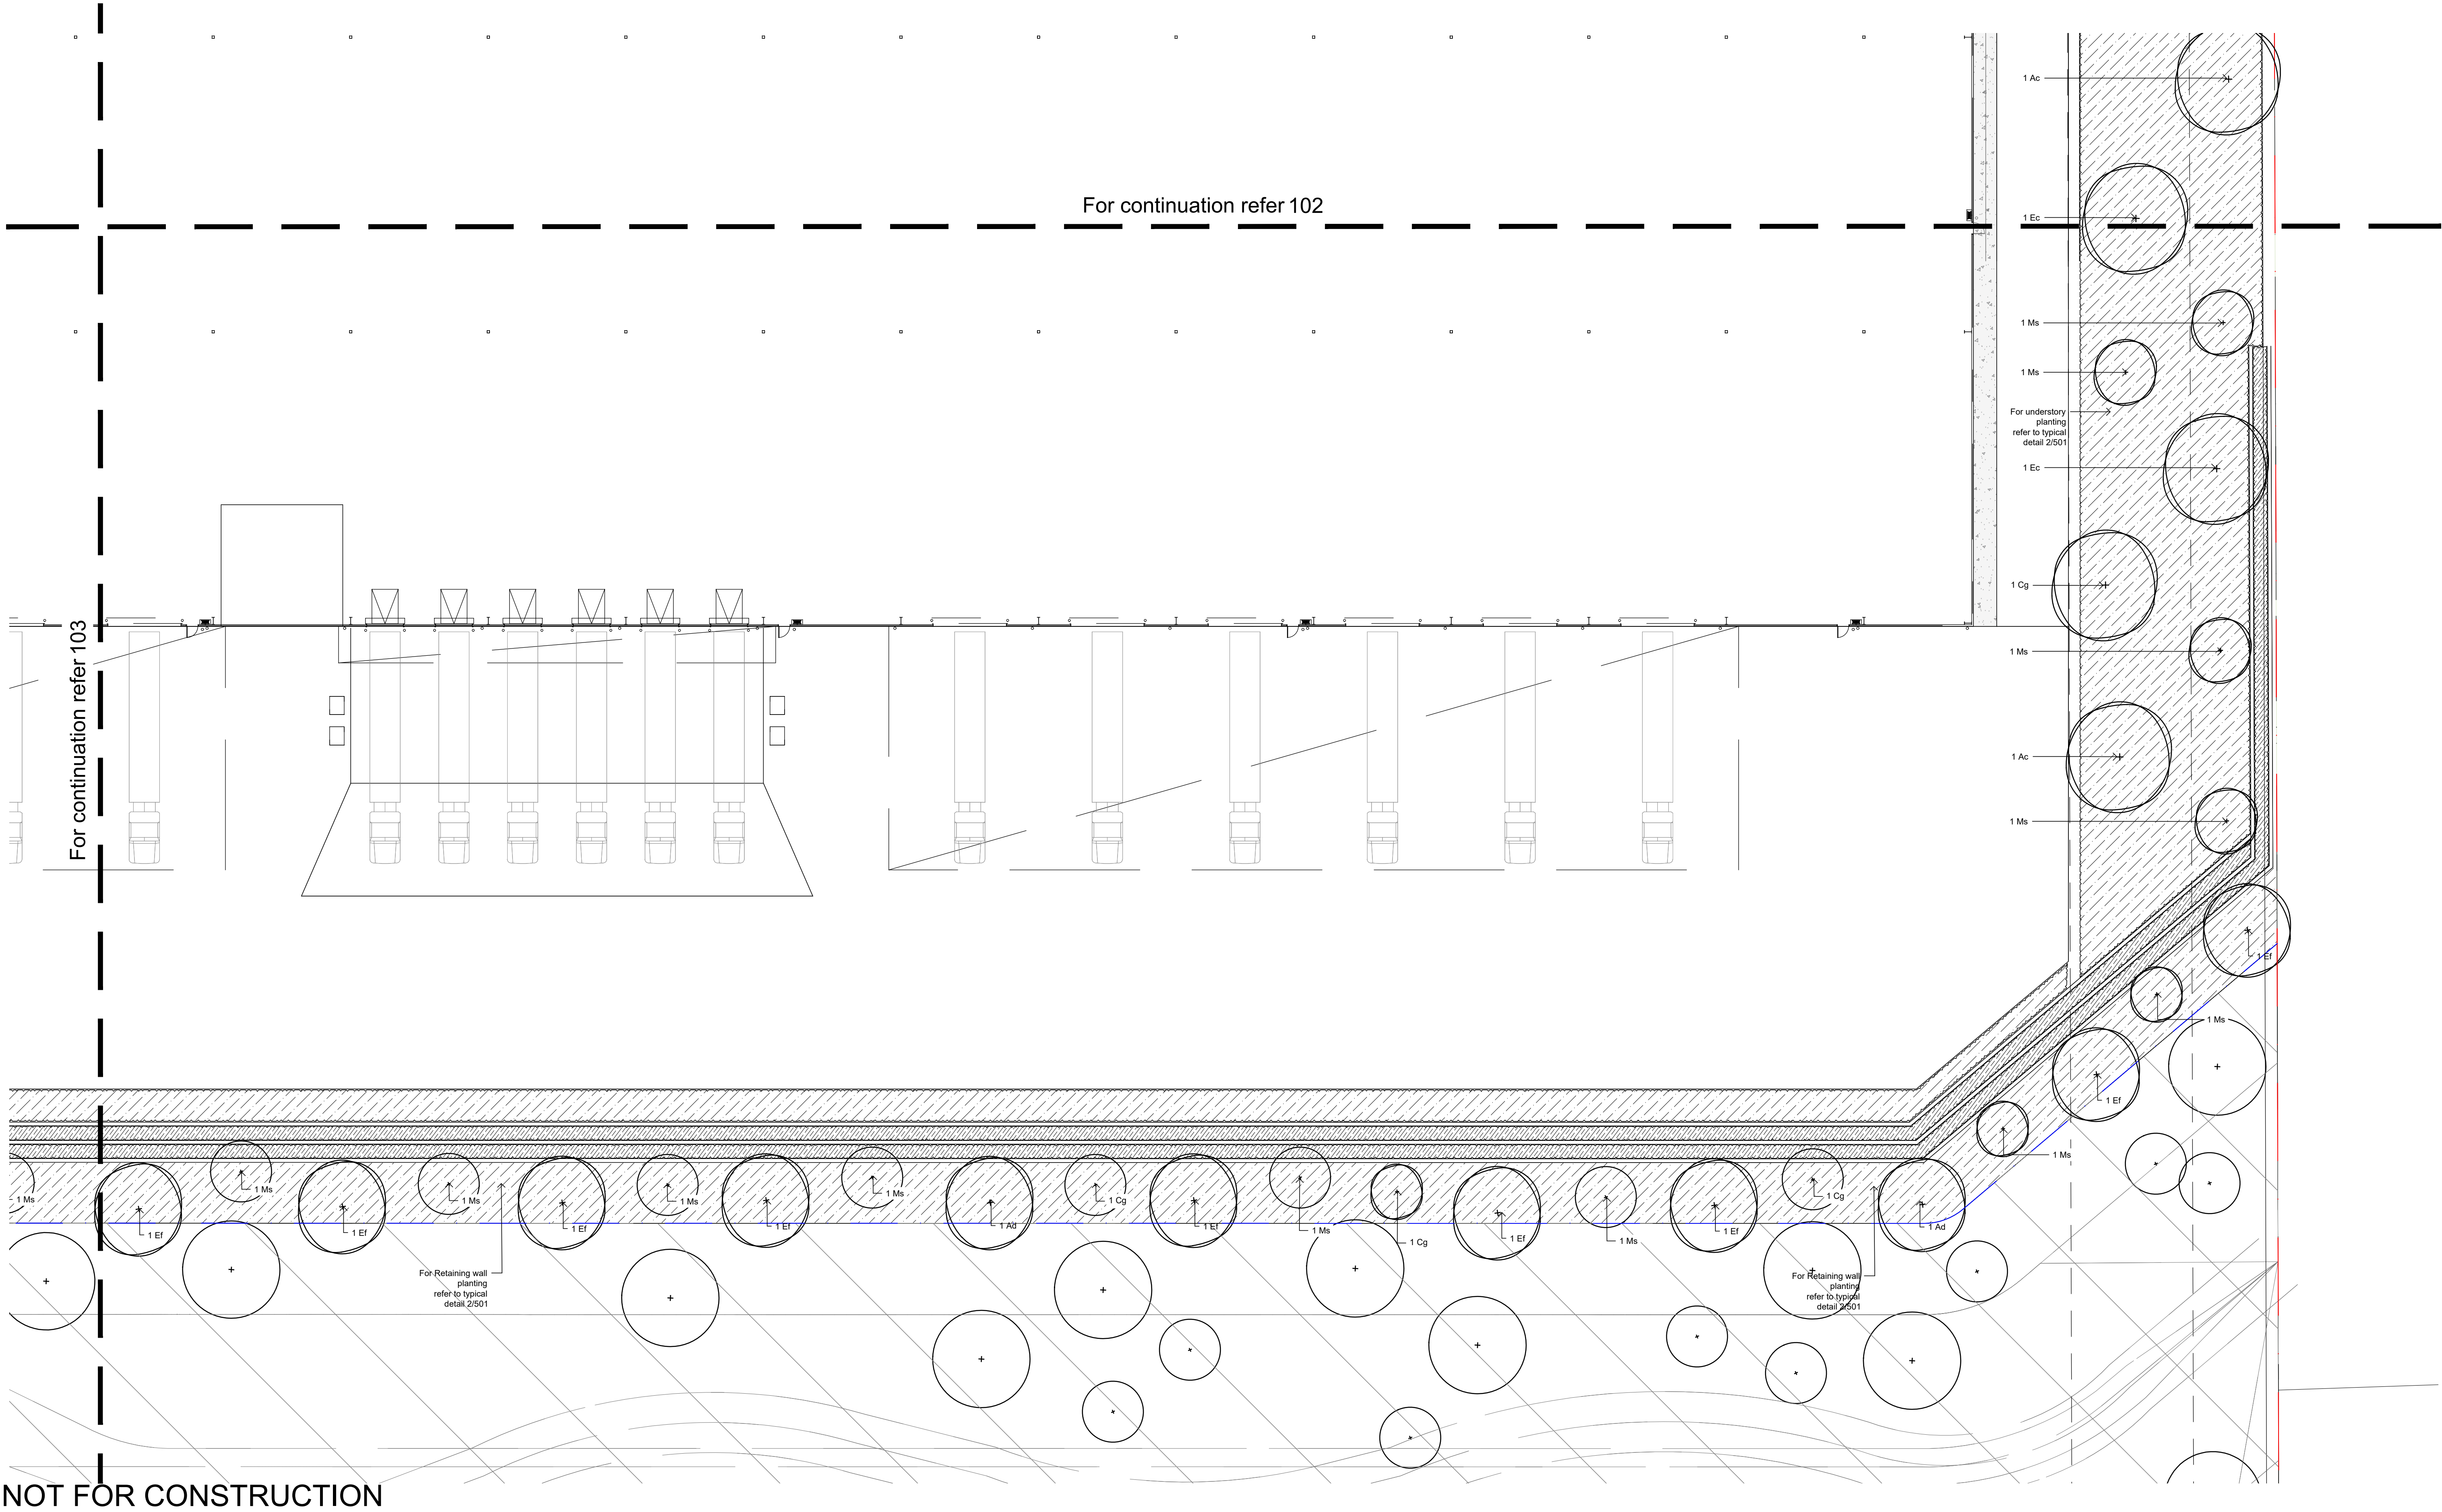 1 Ac
For continuation refer 102
1 Ec
1 Ms
1 Ms
For understory
planting
refer to typical
detail 2/501
1 Ec
1 Cg
For continuation refer 103
1 Ms
1 Ac
1 Ms
1 Ef
1 Ms
1 Ef
1 Ms
1 Ms
1 Ef
1 Ms
1 Ef
1 Ms
1 Ef
1 Ms
1 Ef
1 Ms
1 Ad
1 Cg
1 Ef
1 Ms
1 Cg
1 Ef
1 Ms
1 Ef
1 Cg
1 Ad
For Retaining wall
planting
refer to typical
detail 2/501
For Retaining wall
planting
refer to typical
detail 2/501
NOT FOR CONSTRUCTION